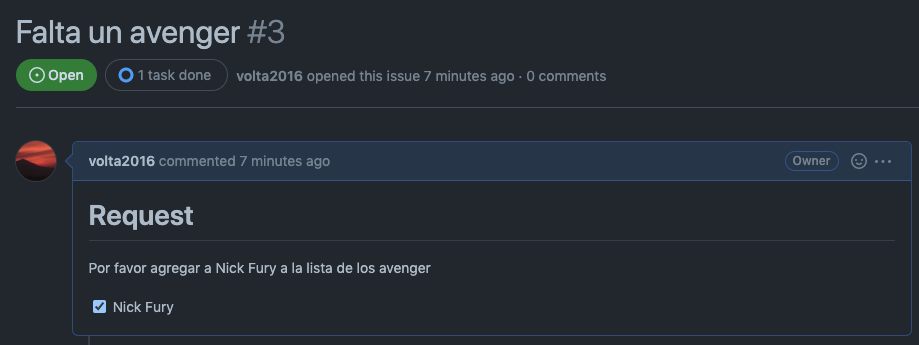 Falta un avenger #3
Open 1 task done volta2016 opened this issue 7 minutes ago · 0 comments
volta2016 commented 7 minutes ago Owner
Request
Por favor agregar a Nick Fury a la lista de los avenger
Nick Fury